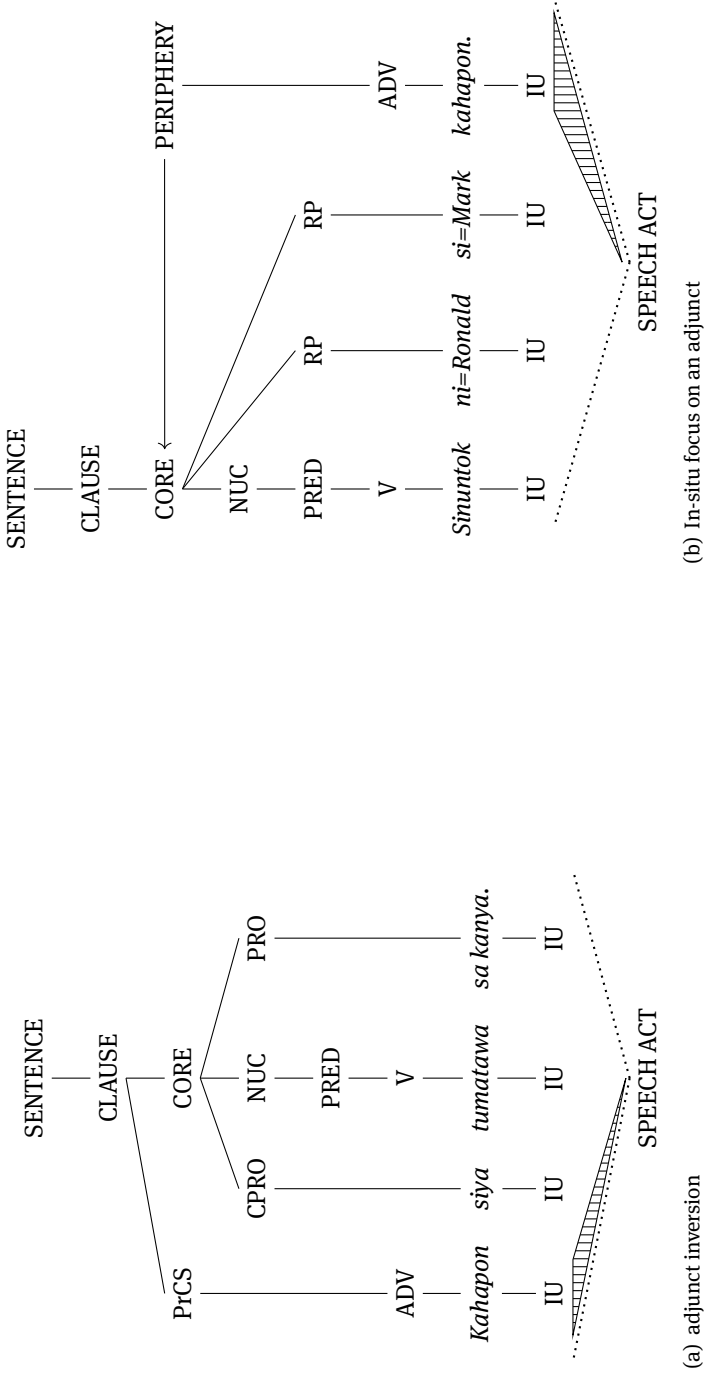 SENTENCE
CLAUSE
PrCS CORE
CPRO NUC PRO
PRED
ADV V
Kahapon siya tumatawa sa kanya.
IU IU IU IU
SPEECH ACT
(a) adjunct inversion
SENTENCE
CLAUSE
CORE PERIPHERY
NUC
PRED RP RP
V ADV
Sinuntok ni=Ronald si=Mark kahapon.
IU IU IU IU
SPEECH ACT
(b) In-situ focus on an adjunct